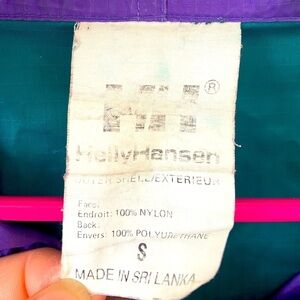 HH®
HellyHansen
OUTER SHELL/EXTERIEUR
Face:
Endroit: 100% NYLON
Back:
Envers: 100% POLYURETHANE
S
MADE IN SRI LANKA